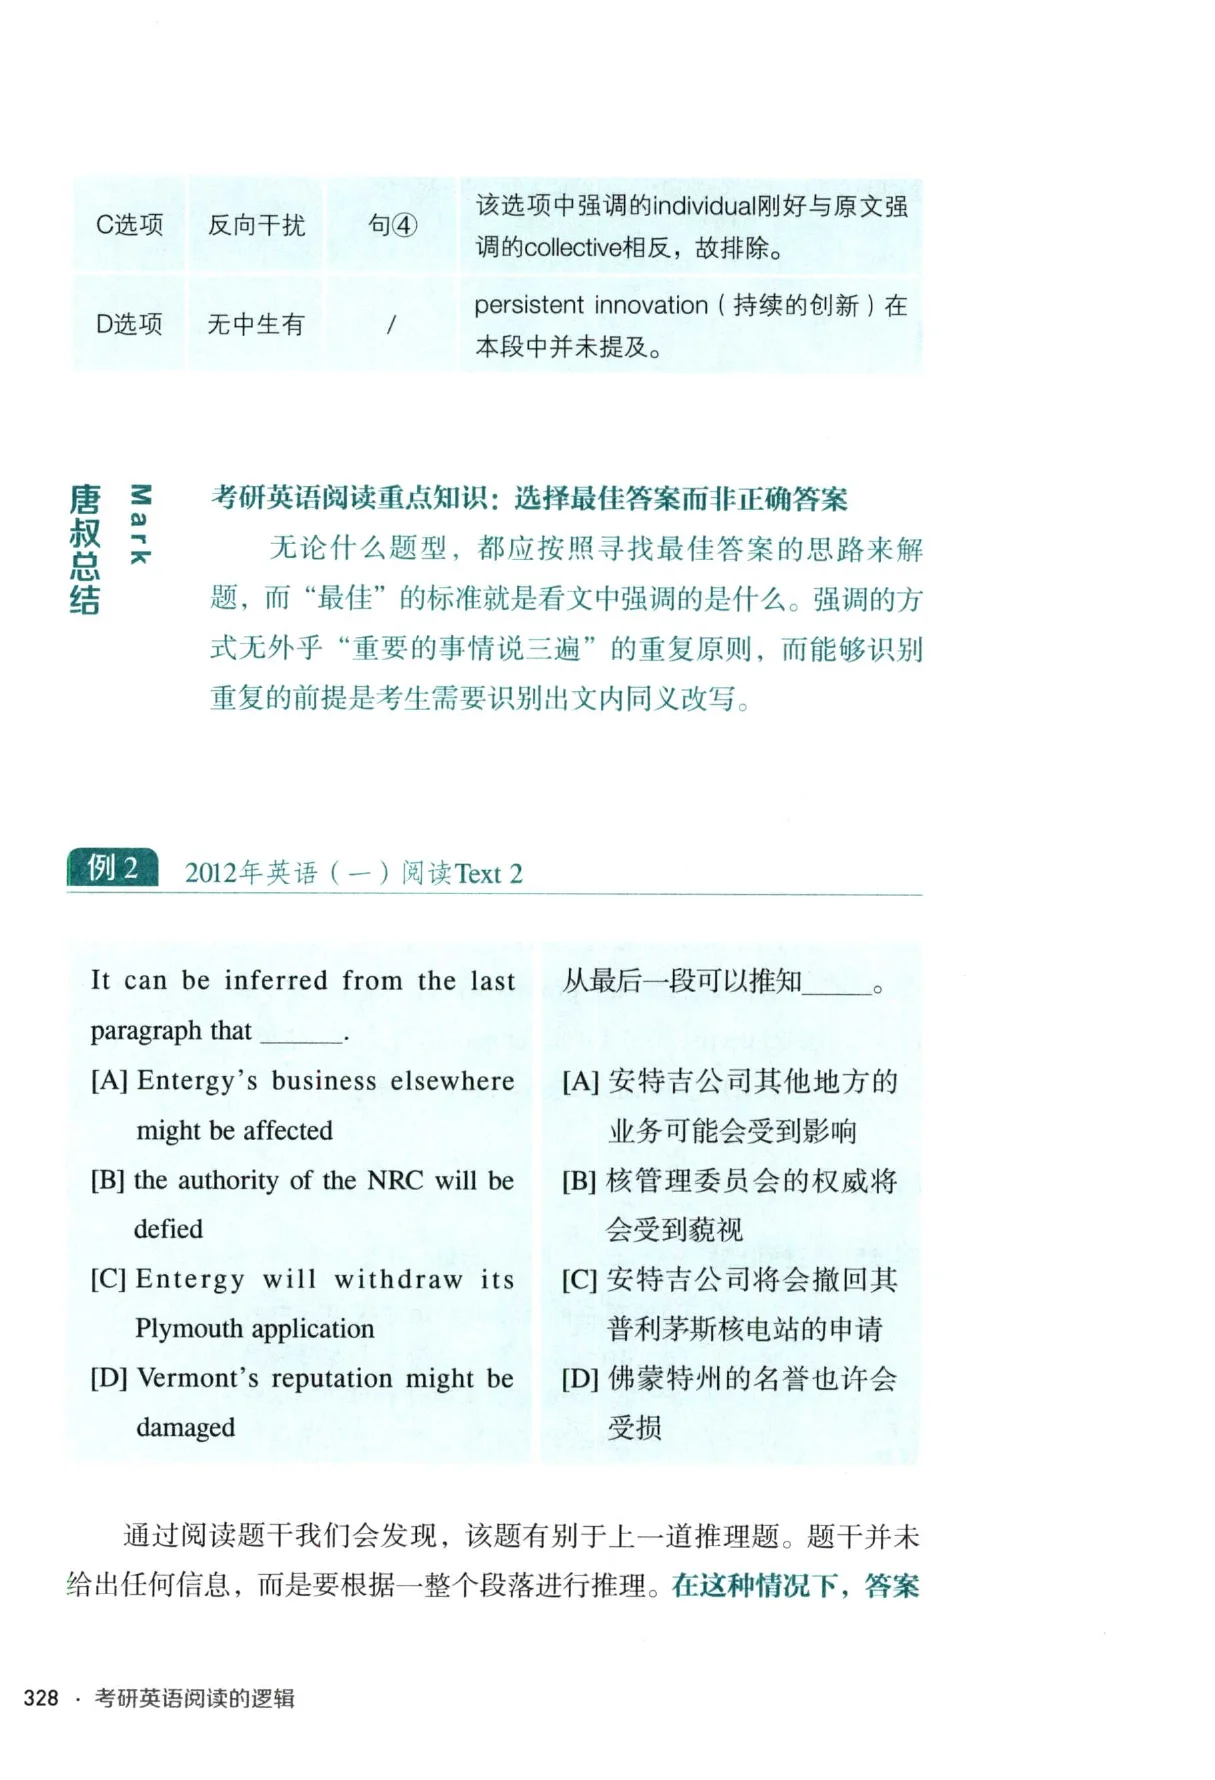 C选项 反向干扰 句④ 该选项中强调的individual刚好与原文强
调的collective相反，故排除。
D选项 无中生有 / persistent innovation（持续的创新）在
本段中并未提及。
唐叔总结
Mark
考研英语阅读重点知识：选择最佳答案而非正确答案
无论什么题型，都应按照寻找最佳答案的思路来解
题，而“最佳”的标准就是看文中强调的是什么。强调的方
式无外乎“重要的事情说三遍”的重复原则，而能够识别
重复的前提是考生需要识别出文内同义改写。
例2 2012年英语（一）阅读Text 2
It can be inferred from the last
paragraph that ______.
[A] Entergy's business elsewhere
might be affected
[B] the authority of the NRC will be
defied
[C] Entergy will withdraw its
Plymouth application
[D] Vermont's reputation might be
damaged
从最后一段可以推知_____。
[A] 安特吉公司其他地方的
业务可能会受到影响
[B] 核管理委员会的权威将
会受到藐视
[C] 安特吉公司将会撤回其
普利茅斯核电站的申请
[D] 佛蒙特州的名誉也许会
受损
通过阅读题干我们会发现，该题有别于上一道推理题。题干并未
给出任何信息，而是要根据一整个段落进行推理。在这种情况下，答案
328 · 考研英语阅读的逻辑